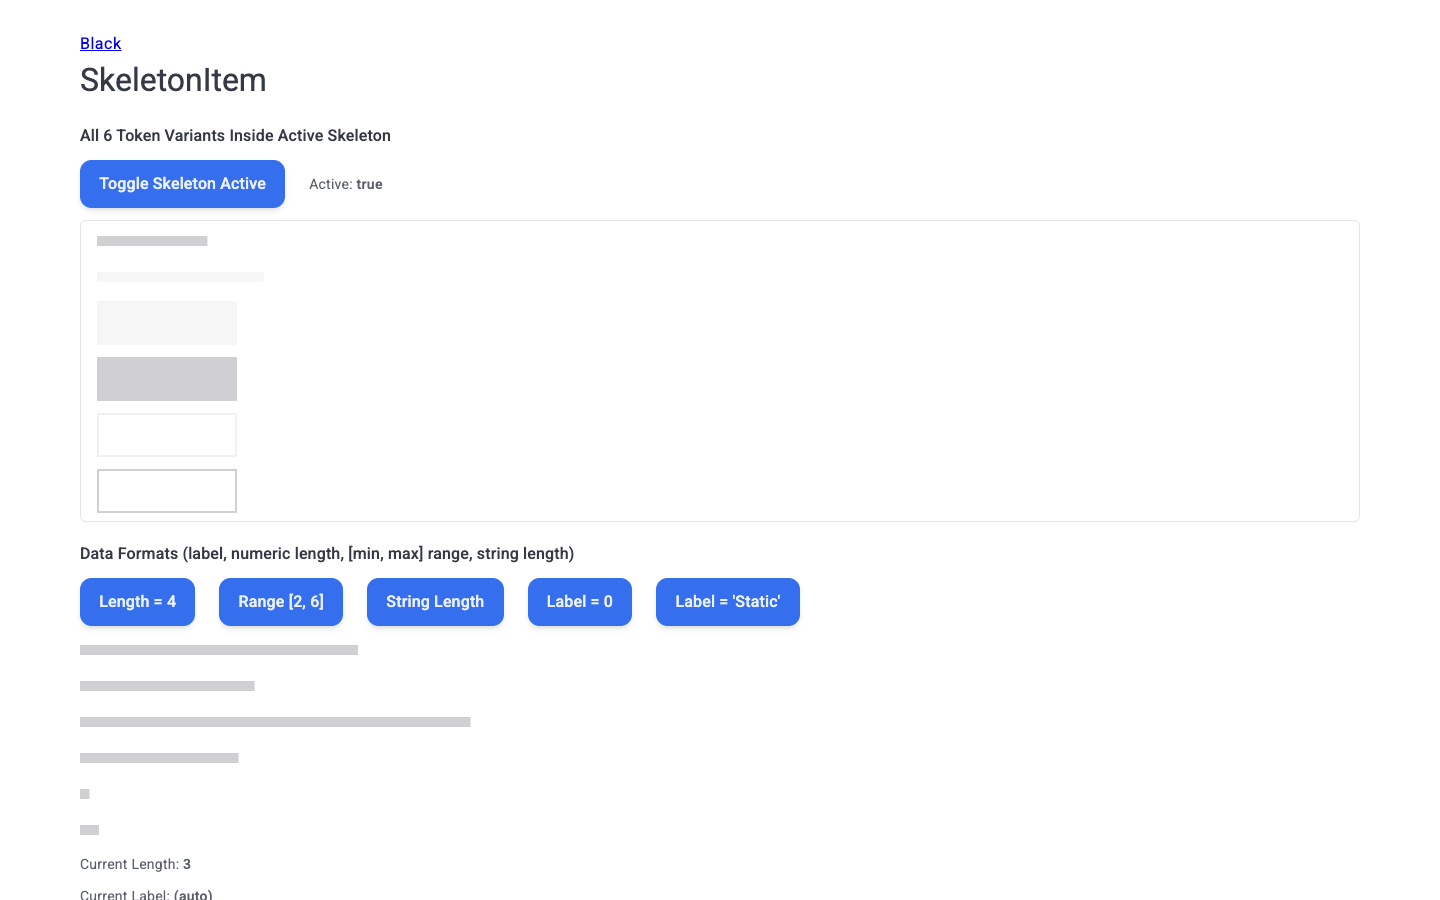 Black
SkeletonItem
All 6 Token Variants Inside Active Skeleton
Toggle Skeleton Active
Active: true
Data Formats (label, numeric length, [min, max] range, string length)
Length = 4
Range [2, 6]
String Length
Label = 0
Label = 'Static'
Current Length: 3
Current Label: (auto)